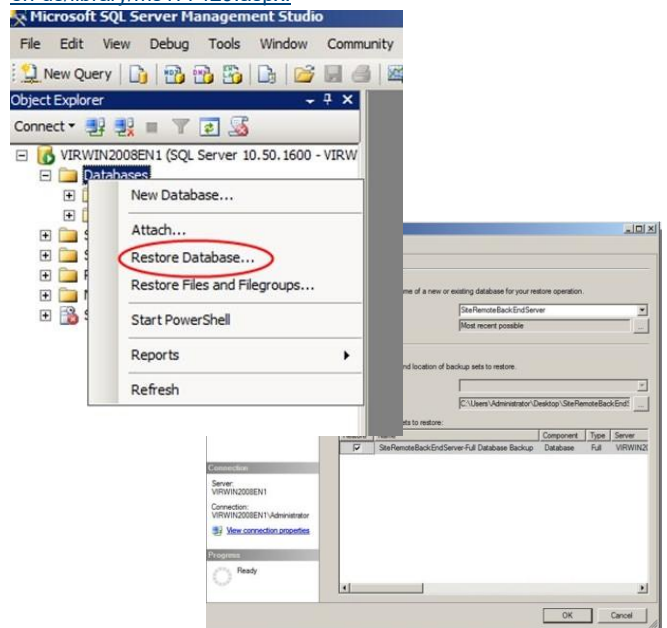 Microsoft SQL Server Management Studio
File Edit View Debug Tools Window Community
New Query
Object Explorer
Connect
VIRWIN2008EN1 (SQL Server 10.50.1600 - VIRW
Databases
New Database...
Attach...
Restore Database...
Restore Files and Filegroups...
Start PowerShell
Reports
Refresh
me of a new or existing database for your restore operation.
SiteRemoteBackEndServer
Most recent possible
...
nd location of backup sets to restore.
C:\Users\Administrator\Desktop\SiteRemoteBackEndS
...
ets to restore:
Name Component Type Server
SiteRemoteBackEndServer-Full Database Backup Database Full VIRWIN20
Connection
Server:
VIRWIN2008EN1
Connection:
VIRWIN2008EN1\Administrator
View connection properties
Progress
Ready
OK Cancel